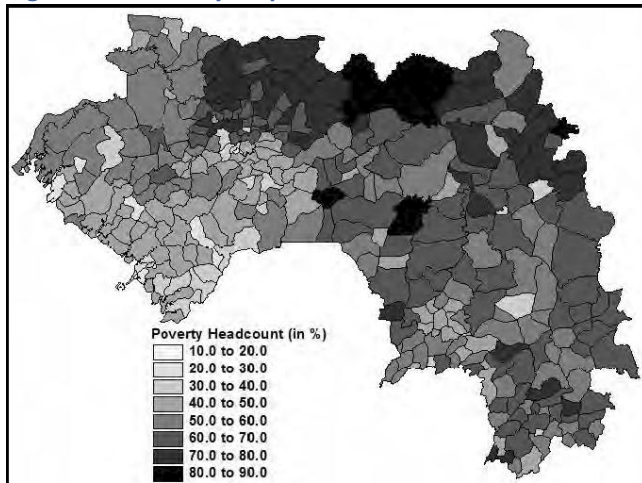 Poverty Headcount (in %)
10.0 to 20.0
20.0 to 30.0
30.0 to 40.0
40.0 to 50.0
50.0 to 60.0
60.0 to 70.0
70.0 to 80.0
80.0 to 90.0